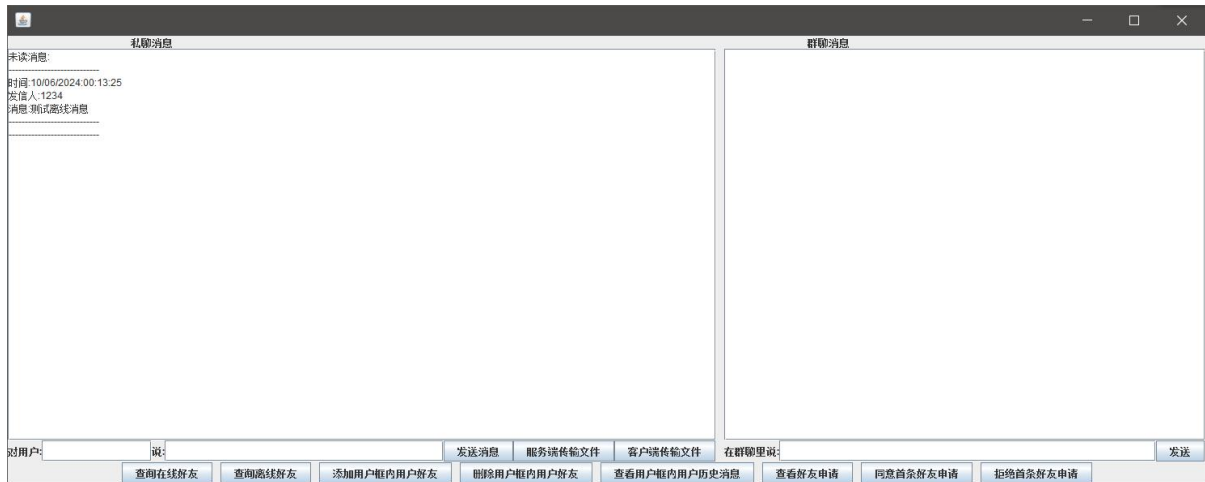 私聊消息
群聊消息
未读消息:
------------------------------
时间:10/06/2024:00:13:25
发信人:1234
消息:测试离线消息
------------------------------
------------------------------
对用户:
说:
发送消息
服务端传输文件
客户端传输文件
在群聊里说:
发送
查询在线好友
查询离线好友
添加用户框内用户好友
删除用户框内用户好友
查看用户框内用户历史消息
查看好友申请
同意首条好友申请
拒绝首条好友申请